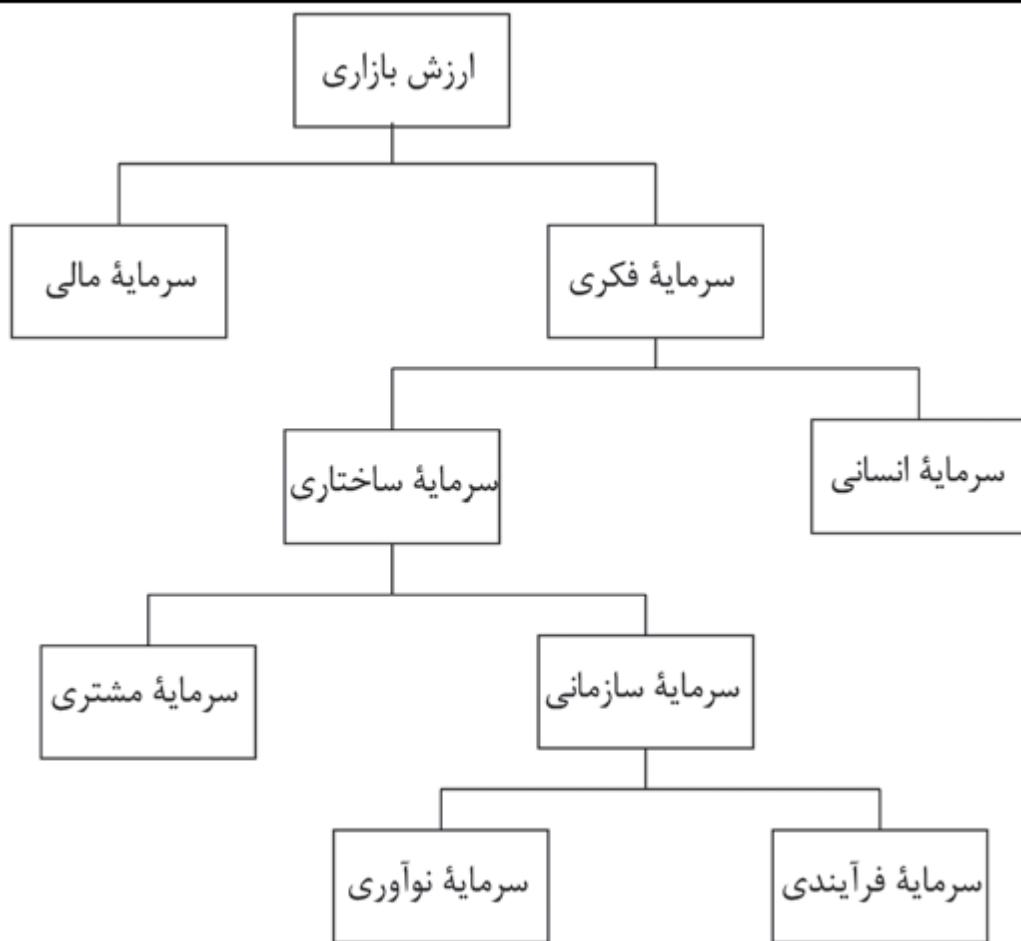 ارزش بازاری
سرمایهٔ فکری
سرمایهٔ مالی
سرمایهٔ انسانی
سرمایهٔ ساختاری
سرمایهٔ سازمانی
سرمایهٔ مشتری
سرمایهٔ فرآیندی
سرمایهٔ نوآوری